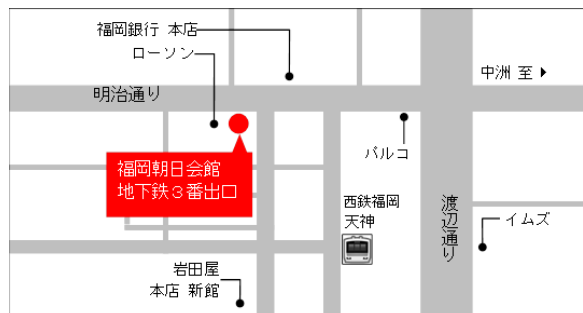 福岡銀行 本店
ローソン
中洲 至
明治通り
パルコ
福岡朝日会館
地下鉄３番出口
西鉄福岡
天神
渡辺通り
イムズ
岩田屋
本店 新館